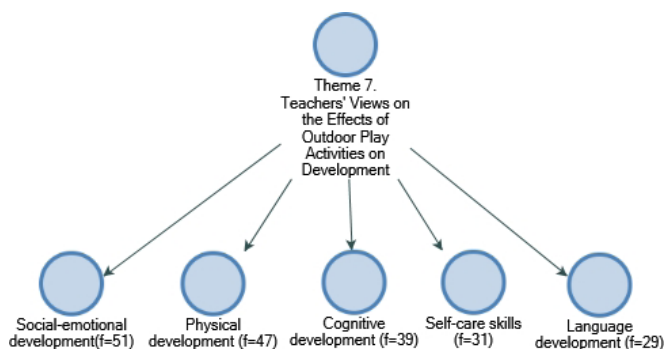 Theme 7.
Teachers' Views on
the Effects of
Outdoor Play
Activities on
Development
Social-emotional
development(f=51)
Physical
development (f=47)
Cognitive
development (f=39)
Self-care skills
(f=31)
Language
development (f=29)